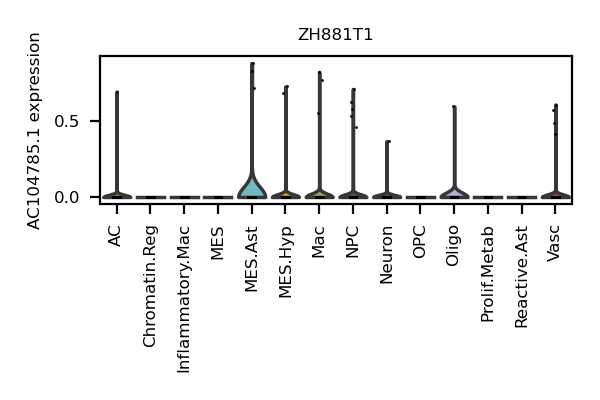 ZH881T1
AC104785.1 expression
0.5
0.0
AC
Chromatin.Reg
Inflammatory.Mac
MES
MES.Ast
MES.Hyp
Mac
NPC
Neuron
OPC
Oligo
Prolif.Metab
Reactive.Ast
Vasc